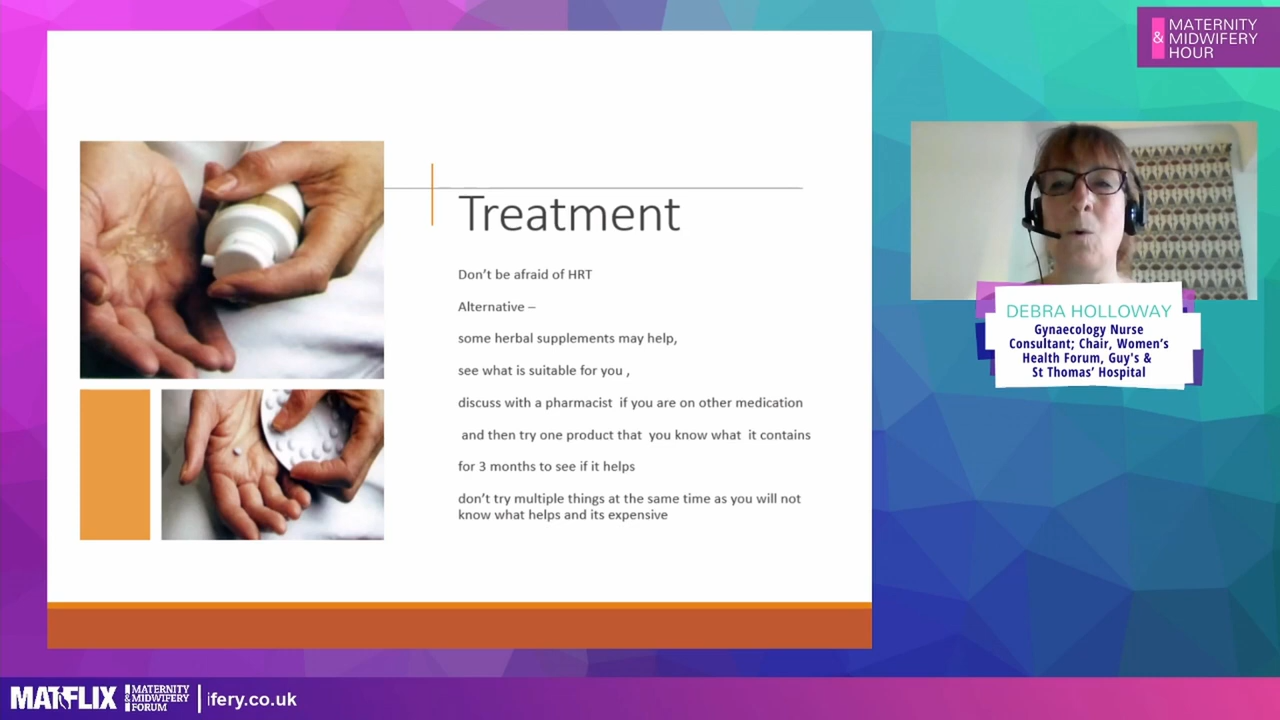 MATERNITY
& MIDWIFERY
HOUR
Treatment
Don't be afraid of HRT
Alternative –
some herbal supplements may help,
see what is suitable for you ,
discuss with a pharmacist if you are on other medication
and then try one product that you know what it contains
for 3 months to see if it helps
don't try multiple things at the same time as you will not
know what helps and its expensive
DEBRA HOLLOWAY
Gynaecology Nurse
Consultant; Chair, Women's
Health Forum, Guy's &
St Thomas' Hospital
MATFLIX
MATERNITY
& MIDWIFERY
FORUM
ifery.co.uk